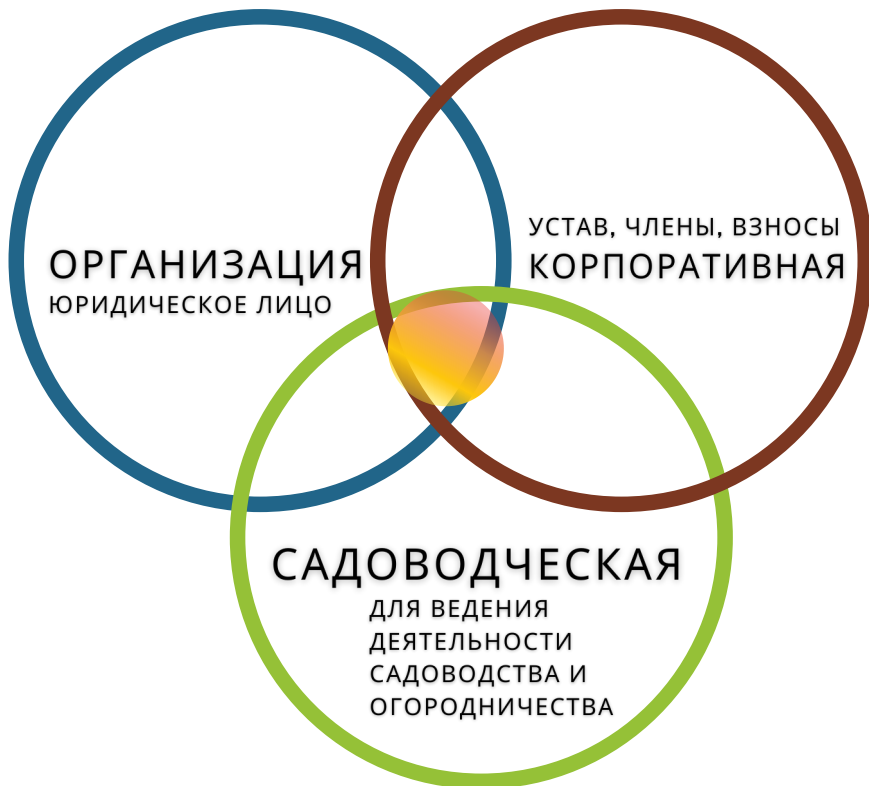 ОРГАНИЗАЦИЯ
ЮРИДИЧЕСКОЕ ЛИЦО
УСТАВ, ЧЛЕНЫ, ВЗНОСЫ
КОРПОРАТИВНАЯ
САДОВОДЧЕСКАЯ
ДЛЯ ВЕДЕНИЯ
ДЕЯТЕЛЬНОСТИ
САДОВОДСТВА И
ОГОРОДНИЧЕСТВА